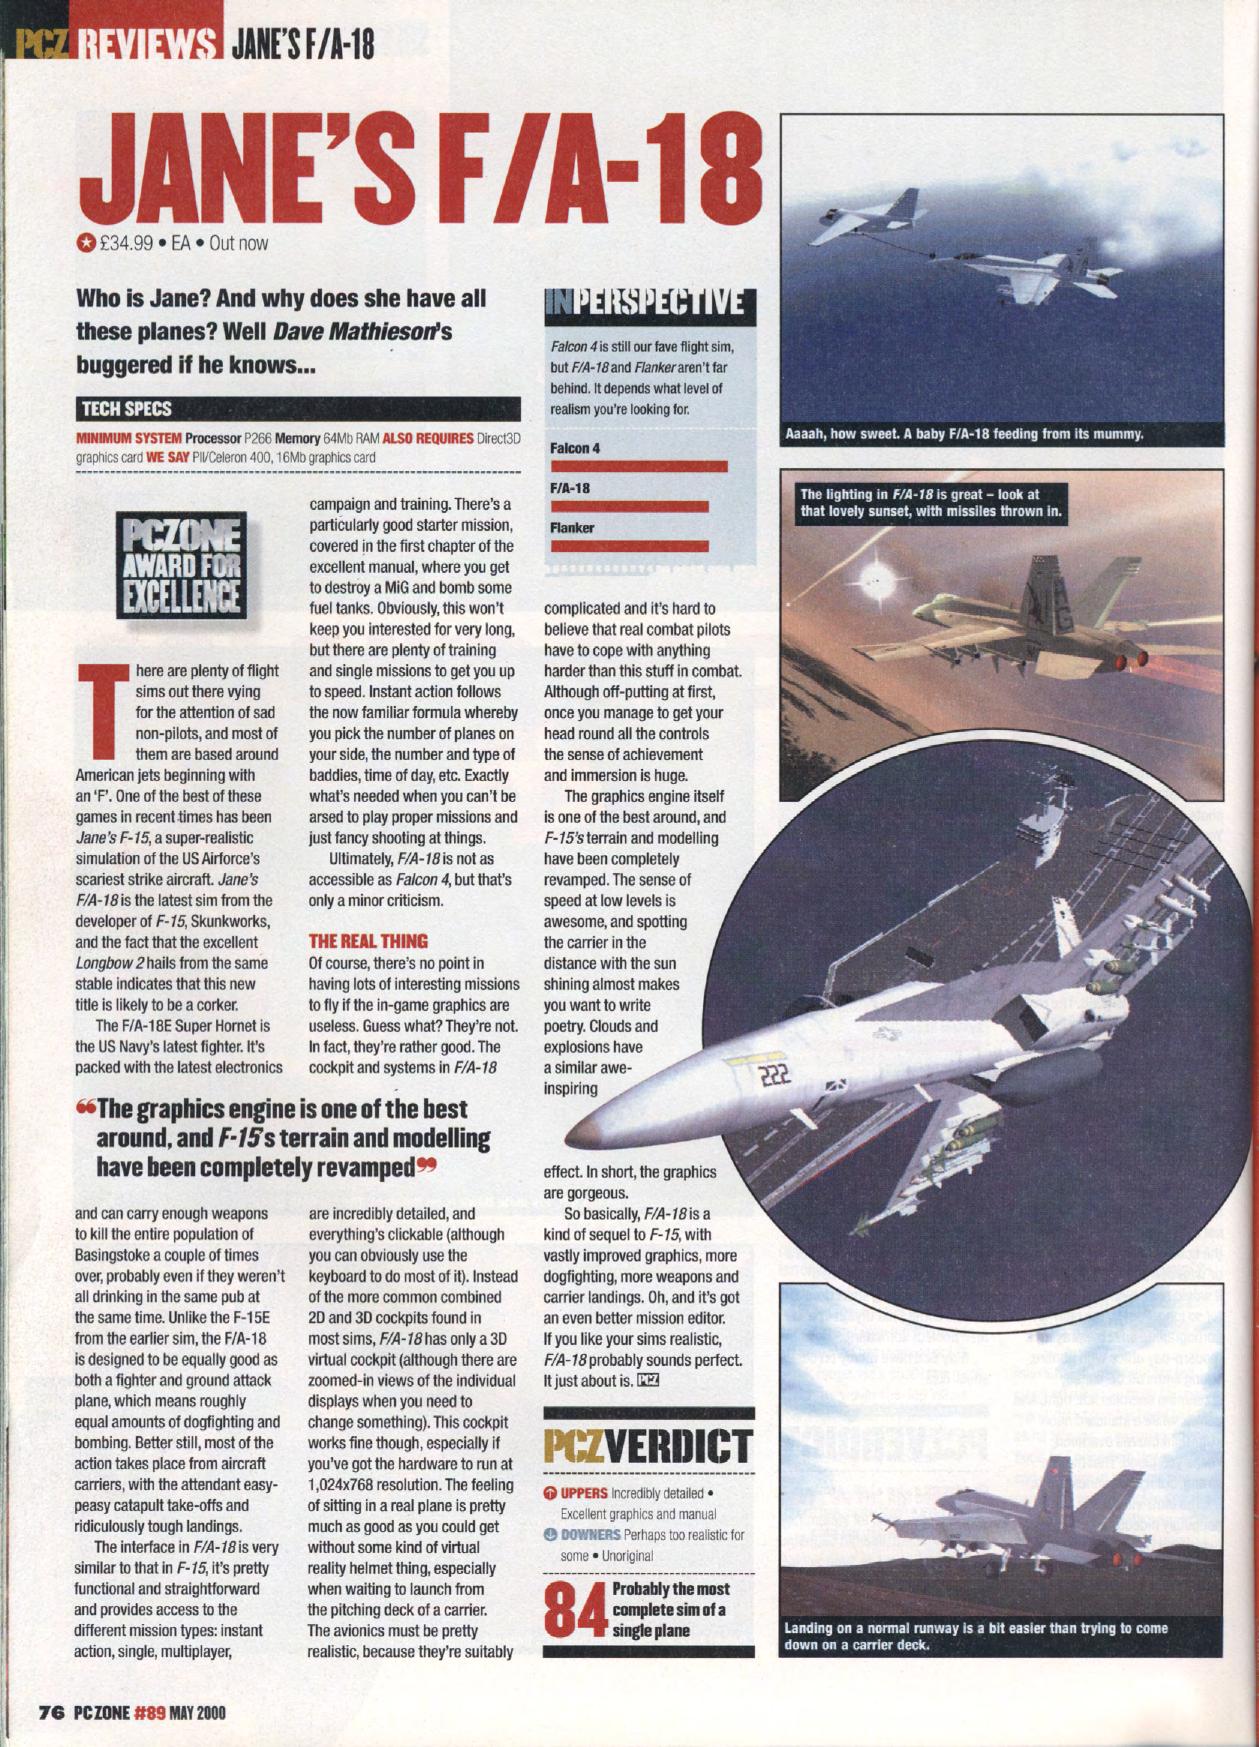 PCZ REVIEWS JANE'S F/A-18
JANE'S F/A-18
£34.99 • EA • Out now
Who is Jane? And why does she have all
these planes? Well Dave Mathieson's
buggered if he knows...
TECH SPECS
MINIMUM SYSTEM Processor P266 Memory 64Mb RAM ALSO REQUIRES Direct3D
graphics card WE SAY PII/Celeron 400, 16Mb graphics card
PCZONE
AWARD FOR
EXCELLENCE
There are plenty of flight
sims out there vying
for the attention of sad
non-pilots, and most of
them are based around
American jets beginning with
an 'F'. One of the best of these
games in recent times has been
Jane's F-15, a super-realistic
simulation of the US Airforce's
scariest strike aircraft. Jane's
F/A-18 is the latest sim from the
developer of F-15, Skunkworks,
and the fact that the excellent
Longbow 2 hails from the same
stable indicates that this new
title is likely to be a corker.
The F/A-18E Super Hornet is
the US Navy's latest fighter. It's
packed with the latest electronics
and can carry enough weapons
to kill the entire population of
Basingstoke a couple of times
over, probably even if they weren't
all drinking in the same pub at
the same time. Unlike the F-15E
from the earlier sim, the F/A-18
is designed to be equally good as
both a fighter and ground attack
plane, which means roughly
equal amounts of dogfighting and
bombing. Better still, most of the
action takes place from aircraft
carriers, with the attendant easy-
peasy catapult take-offs and
ridiculously tough landings.
The interface in F/A-18 is very
similar to that in F-15, it's pretty
functional and straightforward
and provides access to the
different mission types: instant
action, single, multiplayer,
campaign and training. There's a
particularly good starter mission,
covered in the first chapter of the
excellent manual, where you get
to destroy a MiG and bomb some
fuel tanks. Obviously, this won't
keep you interested for very long,
but there are plenty of training
and single missions to get you up
to speed. Instant action follows
the now familiar formula whereby
you pick the number of planes on
your side, the number and type of
baddies, time of day, etc. Exactly
what's needed when you can't be
arsed to play proper missions and
just fancy shooting at things.
Ultimately, F/A-18 is not as
accessible as Falcon 4, but that's
only a minor criticism.
THE REAL THING
Of course, there's no point in
having lots of interesting missions
to fly if the in-game graphics are
useless. Guess what? They're not.
In fact, they're rather good. The
cockpit and systems in F/A-18
“The graphics engine is one of the best
around, and F-15's terrain and modelling
have been completely revamped”
are incredibly detailed, and
everything's clickable (although
you can obviously use the
keyboard to do most of it). Instead
of the more common combined
2D and 3D cockpits found in
most sims, F/A-18 has only a 3D
virtual cockpit (although there are
zoomed-in views of the individual
displays when you need to
change something). This cockpit
works fine though, especially if
you've got the hardware to run at
1,024x768 resolution. The feeling
of sitting in a real plane is pretty
much as good as you could get
without some kind of virtual
reality helmet thing, especially
when waiting to launch from
the pitching deck of a carrier.
The avionics must be pretty
realistic, because they're suitably
INPERSPECTIVE
Falcon 4 is still our fave flight sim,
but F/A-18 and Flanker aren't far
behind. It depends what level of
realism you're looking for.
Falcon 4
F/A-18
Flanker
complicated and it's hard to
believe that real combat pilots
have to cope with anything
harder than this stuff in combat.
Although off-putting at first,
once you manage to get your
head round all the controls
the sense of achievement
and immersion is huge.
The graphics engine itself
is one of the best around, and
F-15's terrain and modelling
have been completely
revamped. The sense of
speed at low levels is
awesome, and spotting
the carrier in the
distance with the sun
shining almost makes
you want to write
poetry. Clouds and
explosions have
a similar awe-
inspiring
effect. In short, the graphics
are gorgeous.
So basically, F/A-18 is a
kind of sequel to F-15, with
vastly improved graphics, more
dogfighting, more weapons and
carrier landings. Oh, and it's got
an even better mission editor.
If you like your sims realistic,
F/A-18 probably sounds perfect.
It just about is. PCZ
PCZVERDICT
UPPERS Incredibly detailed •
Excellent graphics and manual
DOWNERS Perhaps too realistic for
some • Unoriginal
84 Probably the most
complete sim of a
single plane
Aaaah, how sweet. A baby F/A-18 feeding from its mummy.
The lighting in F/A-18 is great – look at
that lovely sunset, with missiles thrown in.
222
Landing on a normal runway is a bit easier than trying to come
down on a carrier deck.
76 PCZONE #89 MAY 2000